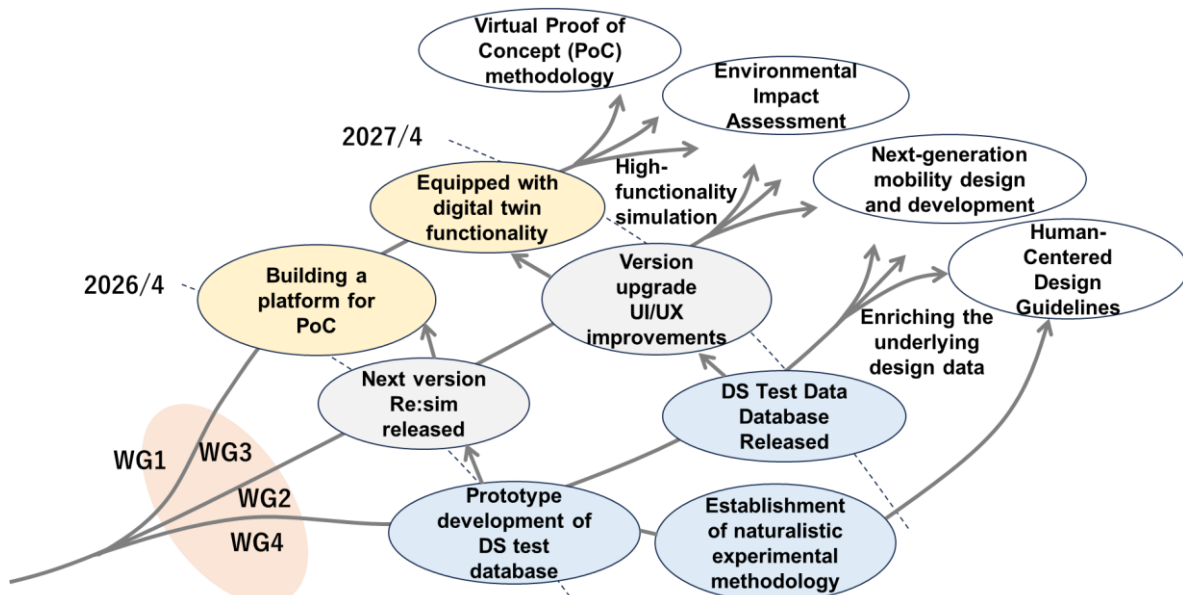 Virtual Proof of
Concept (PoC)
methodology
Environmental
Impact
Assessment
2027/4
Equipped with
digital twin
functionality
High-
functionality
simulation
Next-generation
mobility design
and development
2026/4
Building a
platform for
PoC
Version
upgrade
UI/UX
improvements
Human-
Centered
Design
Guidelines
Enriching the
underlying
design data
Next version
Re:sim
released
DS Test Data
Database
Released
WG1
WG3
WG2
WG4
Prototype
development of
DS test
database
Establishment
of naturalistic
experimental
methodology